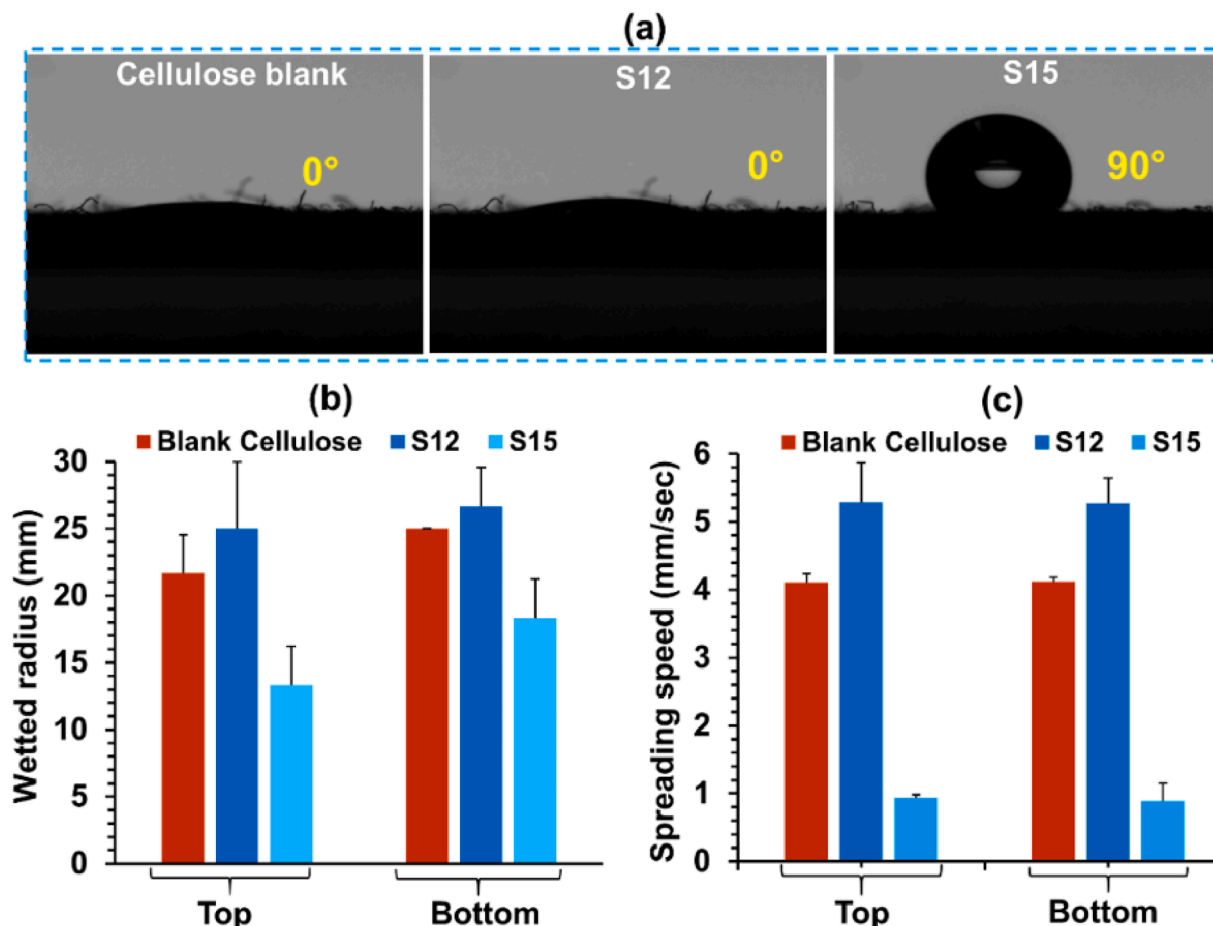 (a)
Cellulose blank
S12
S15
0°
0°
90°
(b)
Blank Cellulose S12 S15
Wetted radius (mm)
30
25
20
15
10
5
0
Top Bottom
(c)
Blank Cellulose S12 S15
Spreading speed (mm/sec)
6
5
4
3
2
1
0
Top Bottom